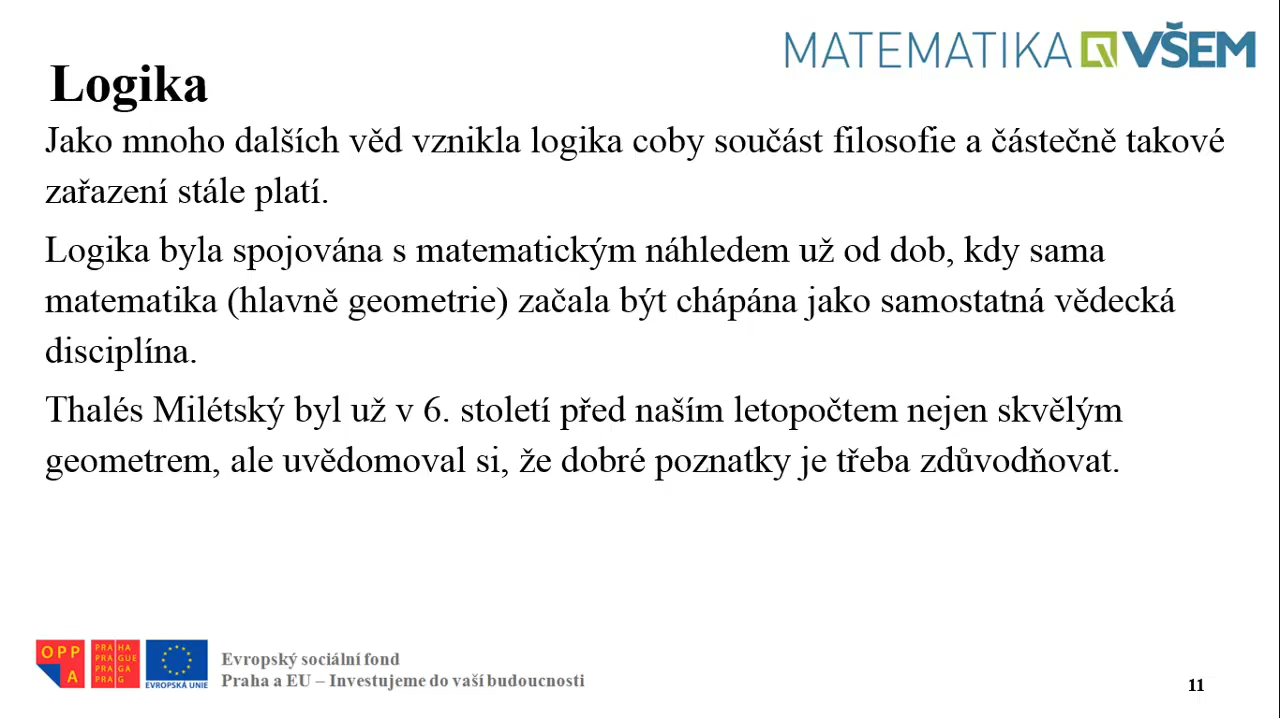 MATEMATIKA VŠEM
Logika
Jako mnoho dalších věd vznikla logika coby součást filosofie a částečně takové
zařazení stále platí.
Logika byla spojována s matematickým náhledem už od dob, kdy sama
matematika (hlavně geometrie) začala být chápána jako samostatná vědecká
disciplína.
Thalés Milétský byl už v 6. století před naším letopočtem nejen skvělým
geometrem, ale uvědomoval si, že dobré poznatky je třeba zdůvodňovat.
OPP
A
PRAHA
PRAGUE
PRAGA
PRAG
EVROPSKÁ UNIE
Evropský sociální fond
Praha a EU – Investujeme do vaší budoucnosti
11